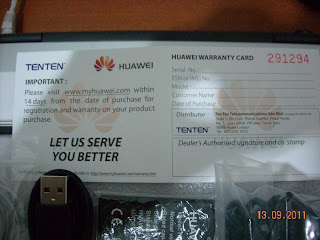 TENTEN
HUAWEI
IMPORTANT :
Please visit www.myhuawei.com within
14 days from the date of purchase for
registration and warranty on your product
purchase.
LET US SERVE
YOU BETTER
HUAWEI WARRANTY CARD
291294
Serial No.
Customer Name
Date of Purchase
Distributor
TENTEN
Dealer's Authorised signature and co. stamp
HUAWEI
13.09.2011